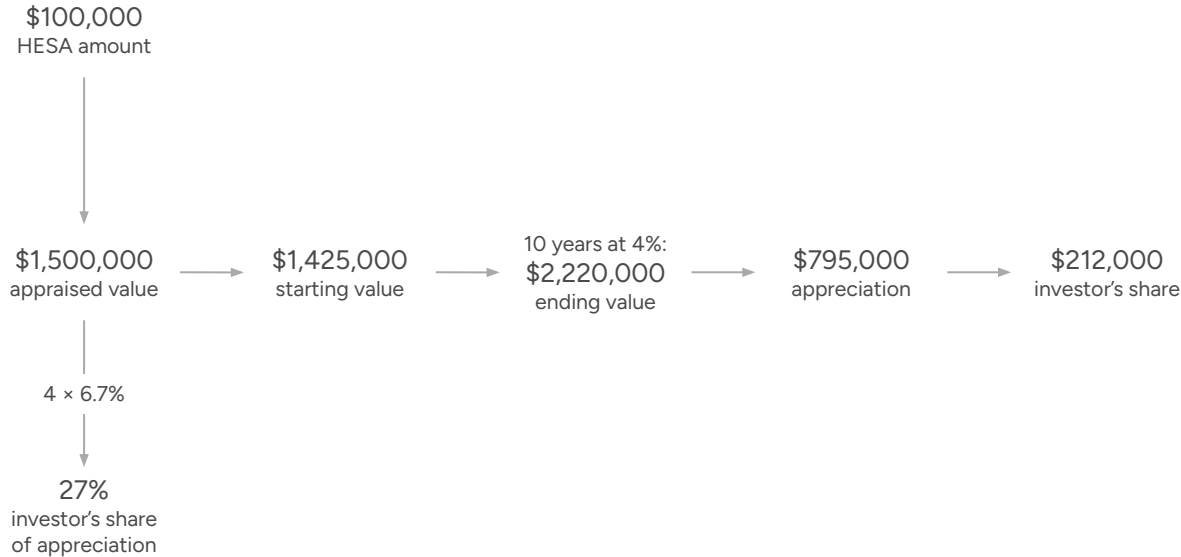 $100,000
HESA amount
$1,500,000
appraised value
$1,425,000
starting value
10 years at 4%:
$2,220,000
ending value
$795,000
appreciation
$212,000
investor’s share
4 × 6.7%
27%
investor’s share
of appreciation